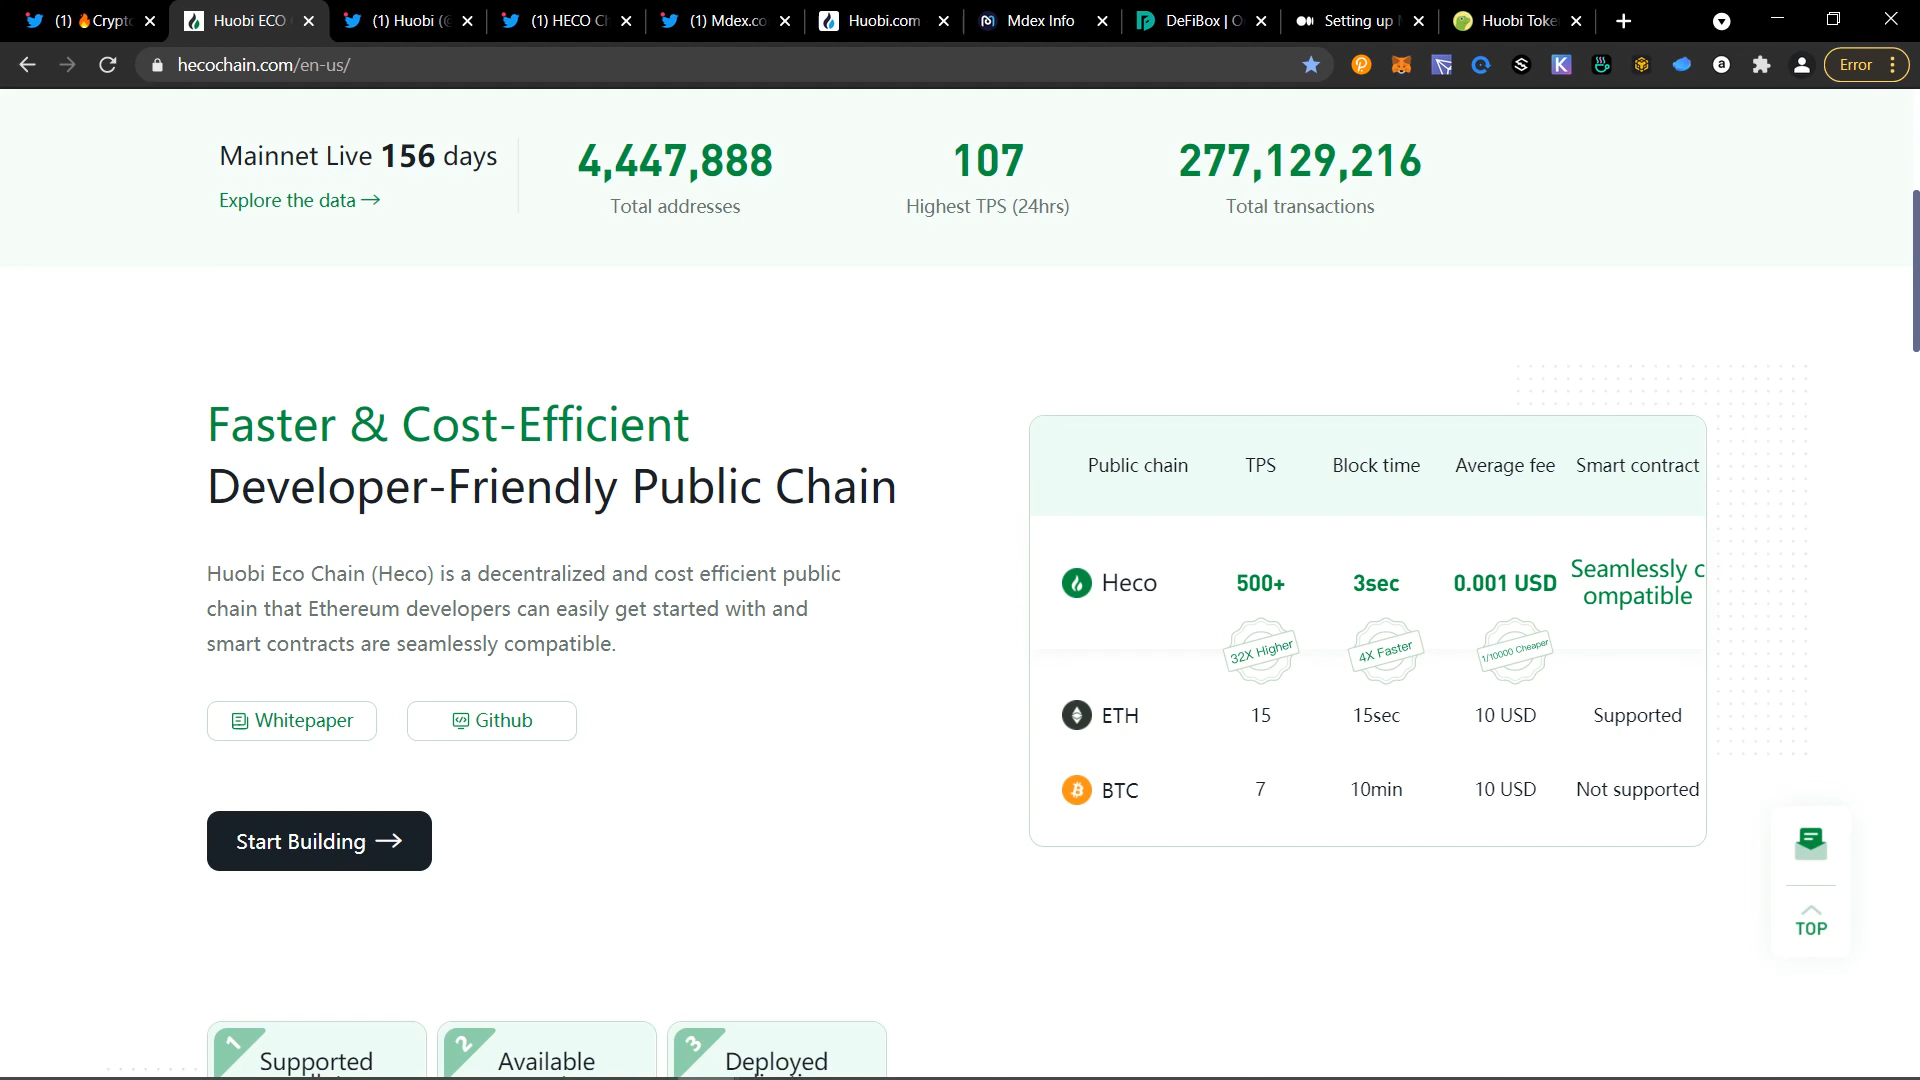 (1) 🔥Crypto
Huobi ECO
(1) Huobi (@
(1) HECO Ch
(1) Mdex.co
Huobi.com
Mdex Info
DeFiBox | O
Setting up
Huobi Toke
hecochain.com/en-us/
Error
Mainnet Live 156 days
Explore the data →
4,447,888
Total addresses
107
Highest TPS (24hrs)
277,129,216
Total transactions
Faster & Cost-Efficient
Developer-Friendly Public Chain
Huobi Eco Chain (Heco) is a decentralized and cost efficient public
chain that Ethereum developers can easily get started with and
smart contracts are seamlessly compatible.
Whitepaper
Github
Start Building →
Public chain TPS Block time Average fee Smart contract
Heco 500+ 3sec 0.001 USD Seamlessly c
ompatible
32X Higher 4X Faster 1/10000 Cheaper
ETH 15 15sec 10 USD Supported
BTC 7 10min 10 USD Not supported
TOP
1 Supported
2 Available
3 Deployed